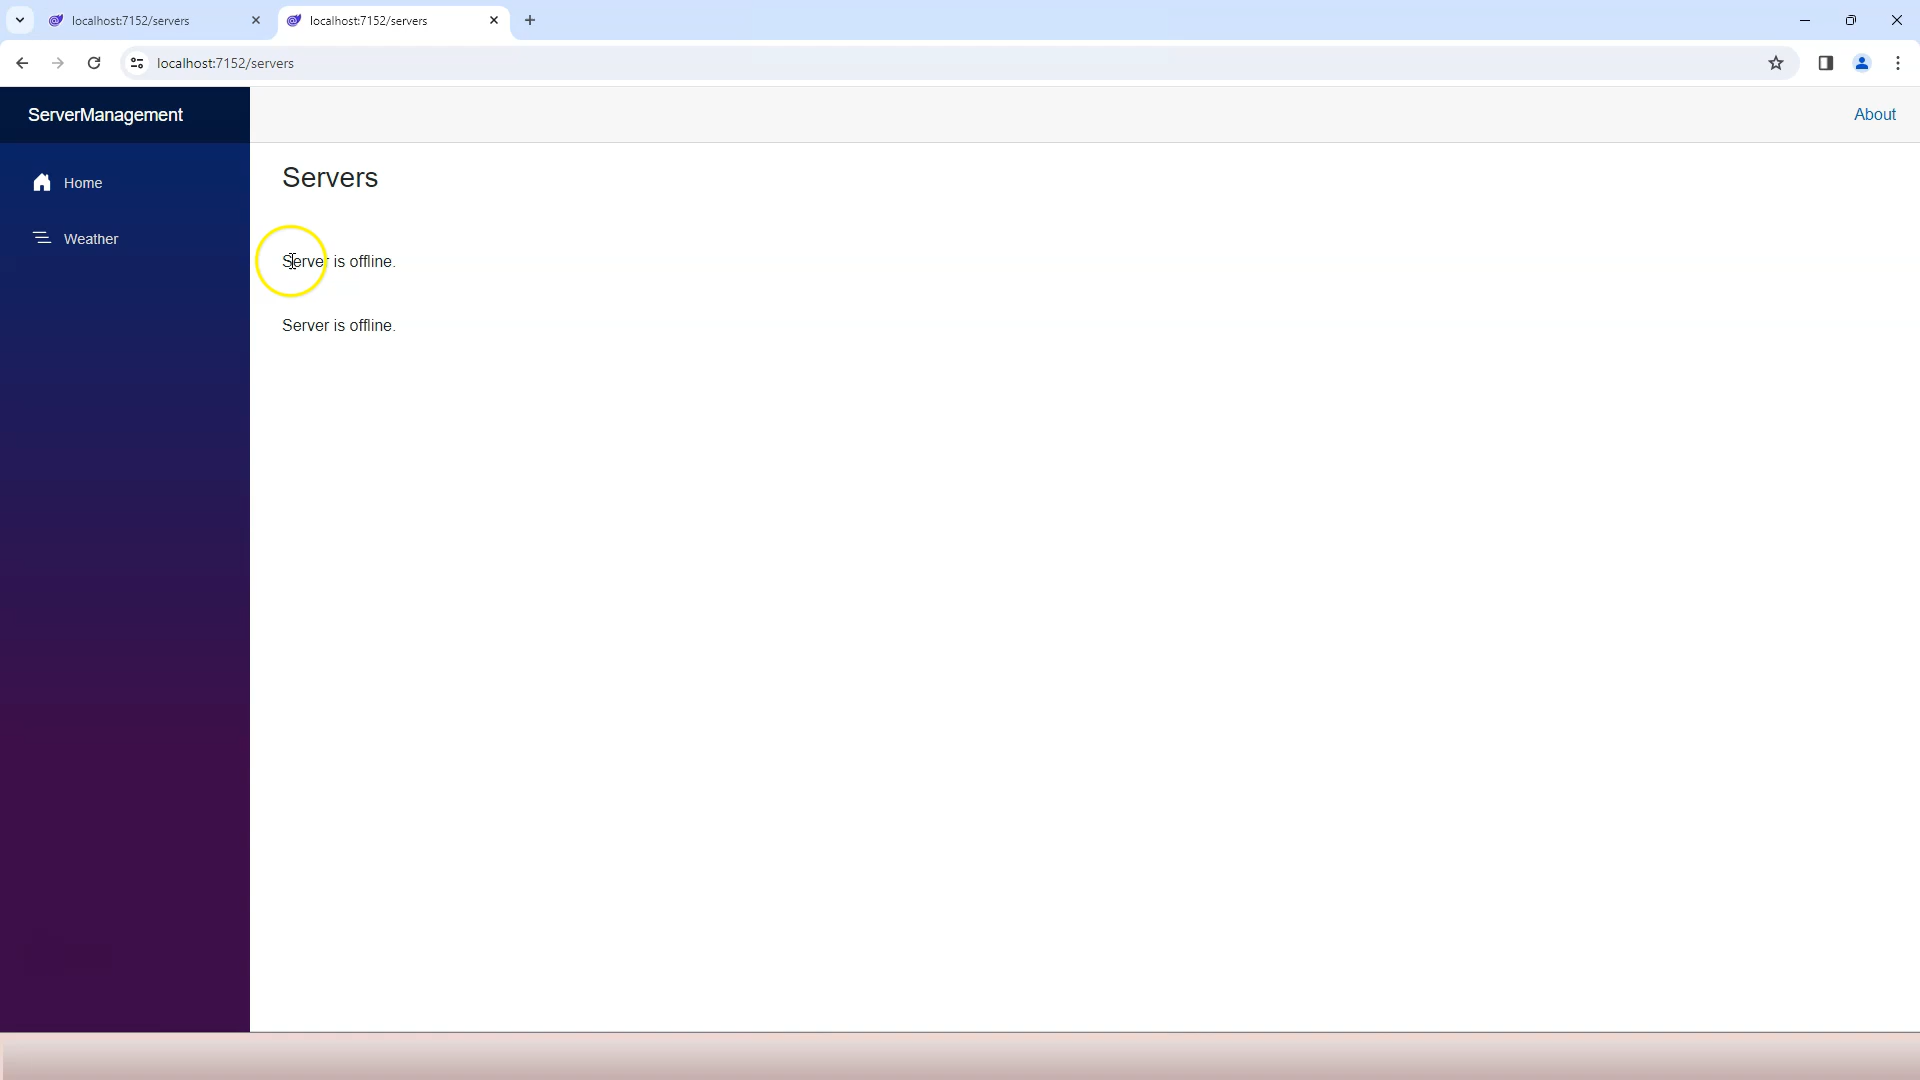 localhost:7152/servers
localhost:7152/servers
localhost:7152/servers
ServerManagement
About
Home
Weather
Servers
Server is offline.
Server is offline.